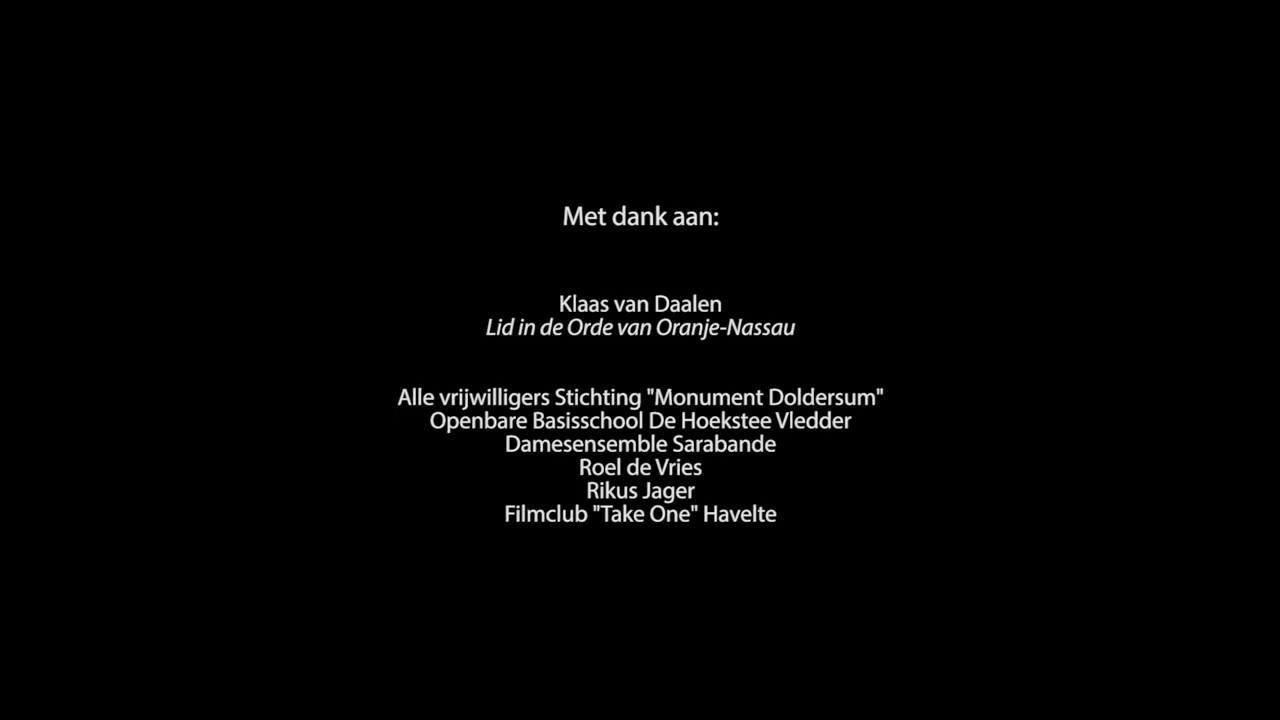 Met dank aan:
Klaas van Daalen
Lid in de Orde van Oranje-Nassau
Alle vrijwilligers Stichting "Monument Doldersum"
Openbare Basisschool De Hoekstee Vledder
Damesensemble Sarabande
Roel de Vries
Rikus Jager
Filmclub "Take One" Havelte